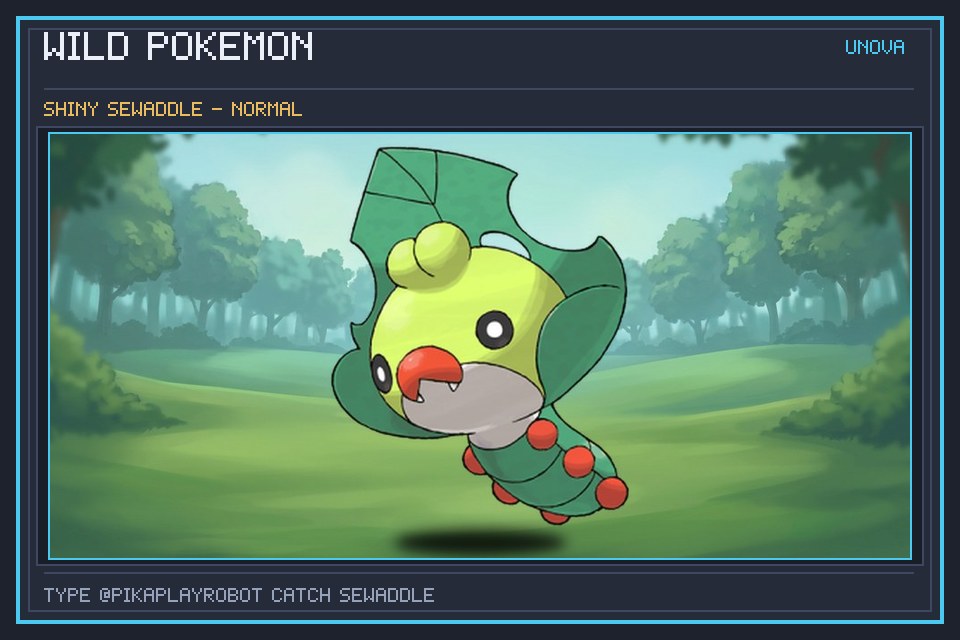 WILD POKEMON
UNOVA
SHINY SEWADDLE - NORMAL
TYPE @PIKAPLAYROBOT CATCH SEWADDLE